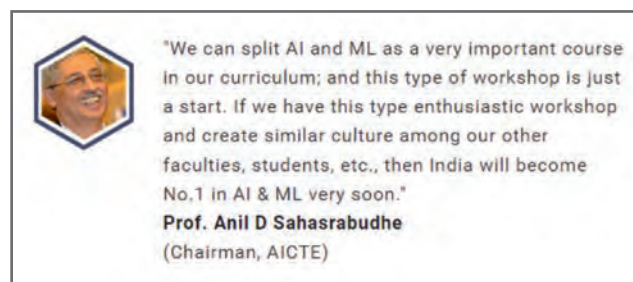 "We can split AI and ML as a very important course
in our curriculum; and this type of workshop is just
a start. If we have this type enthusiastic workshop
and create similar culture among our other
faculties, students, etc., then India will become
No.1 in AI & ML very soon."
Prof. Anil D Sahasrabudhe
(Chairman, AICTE)